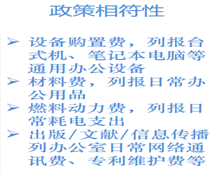 政策相符性
➢ 设备购置费，列报台
式机、笔记本电脑等
通用办公设备
➢ 材料费，列报日常办
公用品
➢ 燃料动力费，列报日
常耗电支出
➢ 出版/文献/信息传播
列办公室日常网络通
讯费、专利维护费等